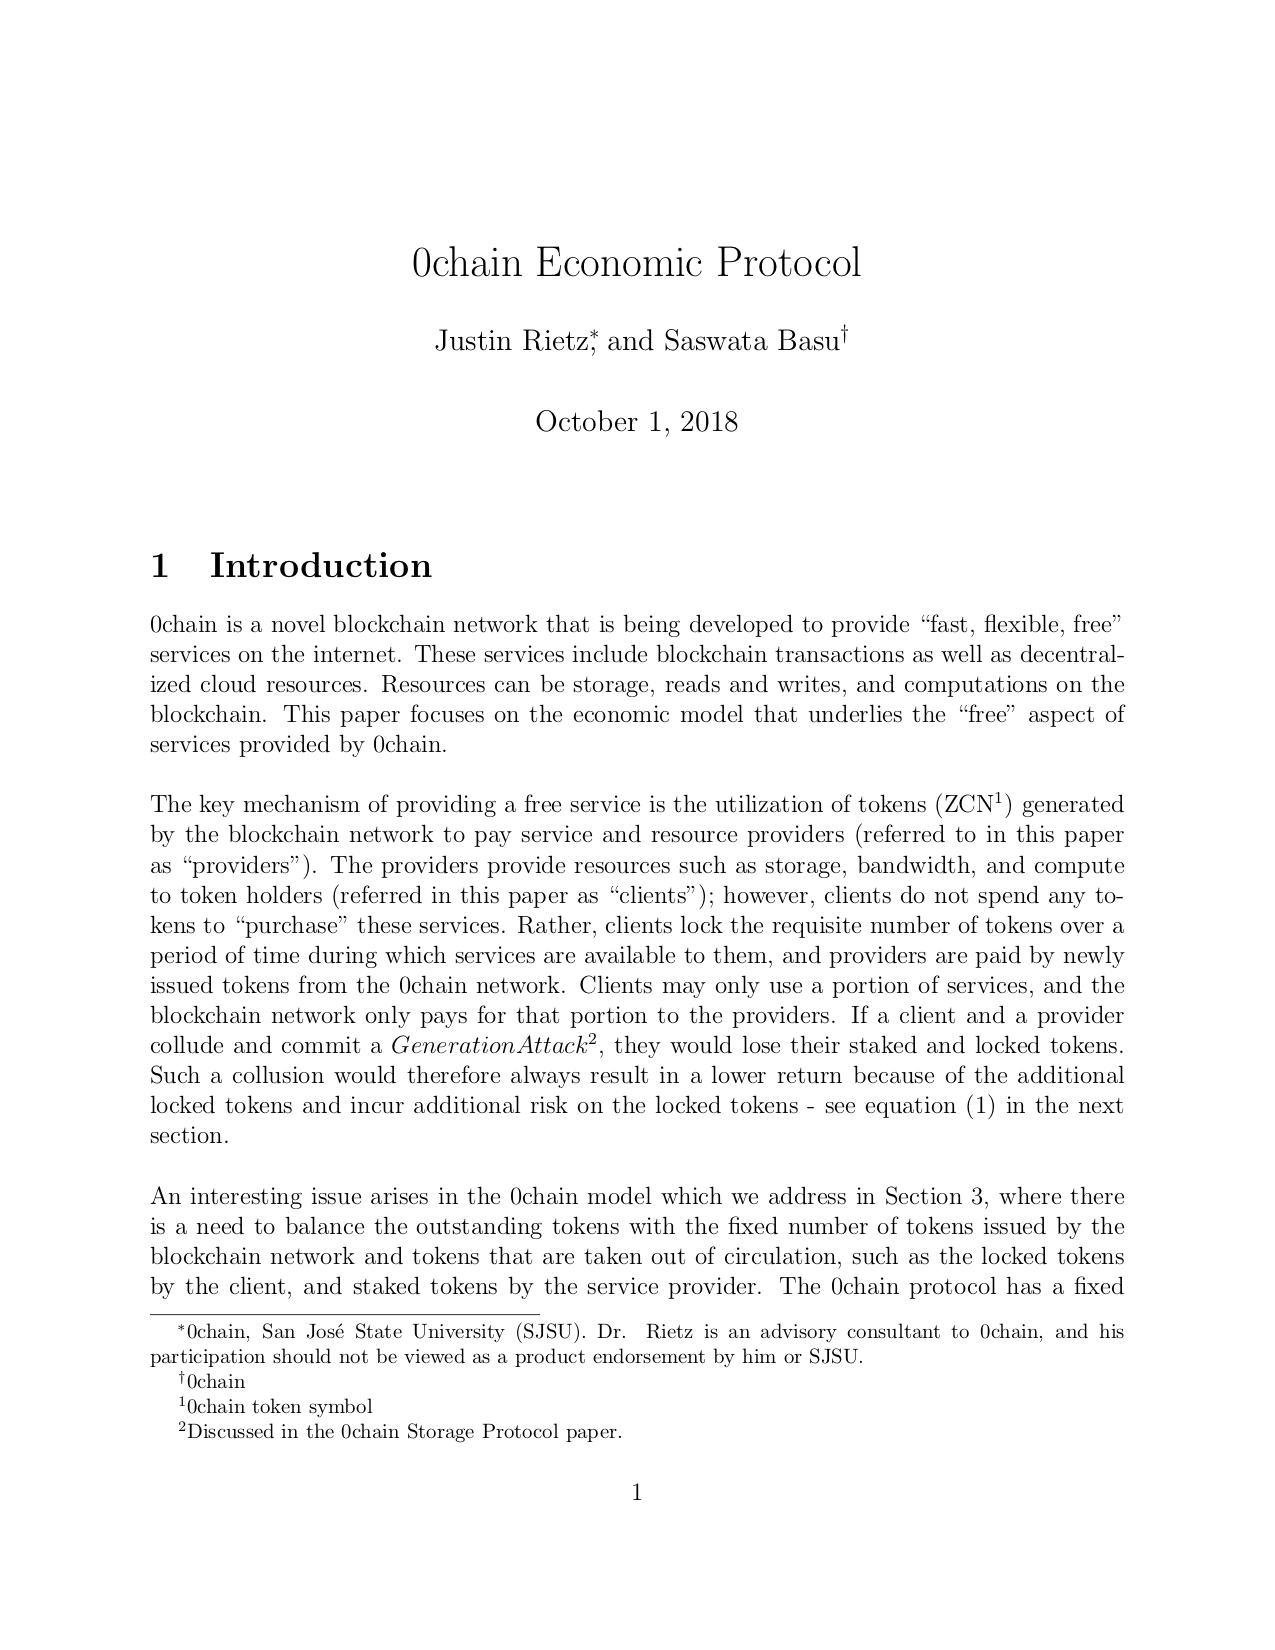 0chain Economic Protocol
Justin Rietz*, and Saswata Basu†
October 1, 2018
1 Introduction
0chain is a novel blockchain network that is being developed to provide “fast, flexible, free”
services on the internet. These services include blockchain transactions as well as decentral-
ized cloud resources. Resources can be storage, reads and writes, and computations on the
blockchain. This paper focuses on the economic model that underlies the “free” aspect of
services provided by 0chain.
The key mechanism of providing a free service is the utilization of tokens (ZCN¹) generated
by the blockchain network to pay service and resource providers (referred to in this paper
as “providers”). The providers provide resources such as storage, bandwidth, and compute
to token holders (referred in this paper as “clients”); however, clients do not spend any to-
kens to “purchase” these services. Rather, clients lock the requisite number of tokens over a
period of time during which services are available to them, and providers are paid by newly
issued tokens from the 0chain network. Clients may only use a portion of services, and the
blockchain network only pays for that portion to the providers. If a client and a provider
collude and commit a GenerationAttack², they would lose their staked and locked tokens.
Such a collusion would therefore always result in a lower return because of the additional
locked tokens and incur additional risk on the locked tokens - see equation (1) in the next
section.
An interesting issue arises in the 0chain model which we address in Section 3, where there
is a need to balance the outstanding tokens with the fixed number of tokens issued by the
blockchain network and tokens that are taken out of circulation, such as the locked tokens
by the client, and staked tokens by the service provider. The 0chain protocol has a fixed
*0chain, San José State University (SJSU). Dr. Rietz is an advisory consultant to 0chain, and his
participation should not be viewed as a product endorsement by him or SJSU.
†0chain
¹0chain token symbol
²Discussed in the 0chain Storage Protocol paper.
1